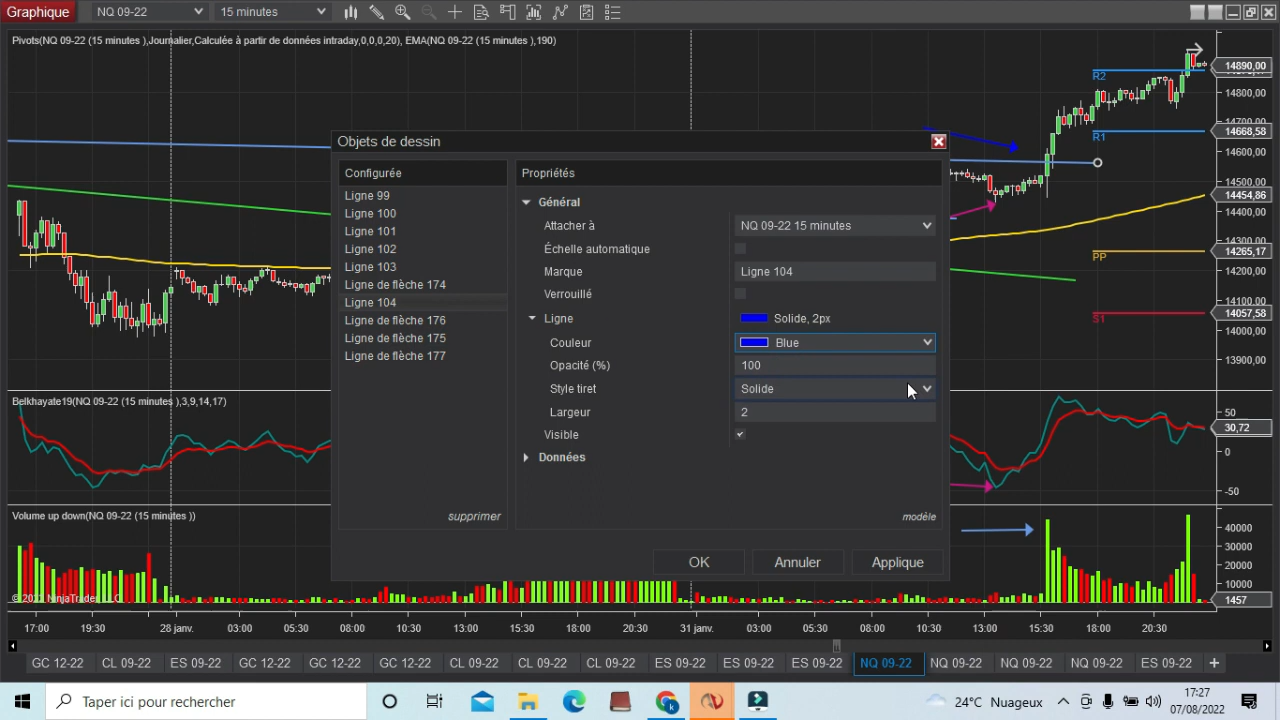 Graphique NQ 09-22 15 minutes
Pivots(NQ 09-22 (15 minutes ),Journalier,Calculée à partir de données intraday,0,0,0,20), EMA(NQ 09-22 (15 minutes ),190)
R2
R1
PP
S1
14890,00
14800,00
14700,00
14668,58
14600,00
14500,00
14454,86
14400,00
14300,00
14265,17
14200,00
14100,00
14057,58
14000,00
13900,00
Objets de dessin
Configurée
Ligne 99
Ligne 100
Ligne 101
Ligne 102
Ligne 103
Ligne de flèche 174
Ligne 104
Ligne de flèche 176
Ligne de flèche 175
Ligne de flèche 177
supprimer
Propriétés
Général
Attacher à NQ 09-22 15 minutes
Échelle automatique
Marque Ligne 104
Verrouillé
Ligne Solide, 2px
Couleur Blue
Opacité (%) 100
Style tiret Solide
Largeur 2
Visible
Données
modèle
OK Annuler Applique
Belkhayate19(NQ 09-22 (15 minutes ),3,9,14,17)
50
30,72
0
-50
Volume up down(NQ 09-22 (15 minutes ))
40000
30000
20000
10000
1457
© 2022 NinjaTrader, LLC
17:00 19:30 28 janv. 03:00 05:30 08:00 10:30 13:00 15:30 18:00 20:30 31 janv. 03:00 05:30 08:00 10:30 13:00 15:30 18:00 20:30
GC 12-22 CL 09-22 ES 09-22 GC 12-22 GC 12-22 GC 12-22 CL 09-22 CL 09-22 CL 09-22 ES 09-22 ES 09-22 ES 09-22 NQ 09-22 NQ 09-22 NQ 09-22 NQ 09-22 ES 09-22 +
Taper ici pour rechercher
24°C Nuageux
17:27
07/08/2022